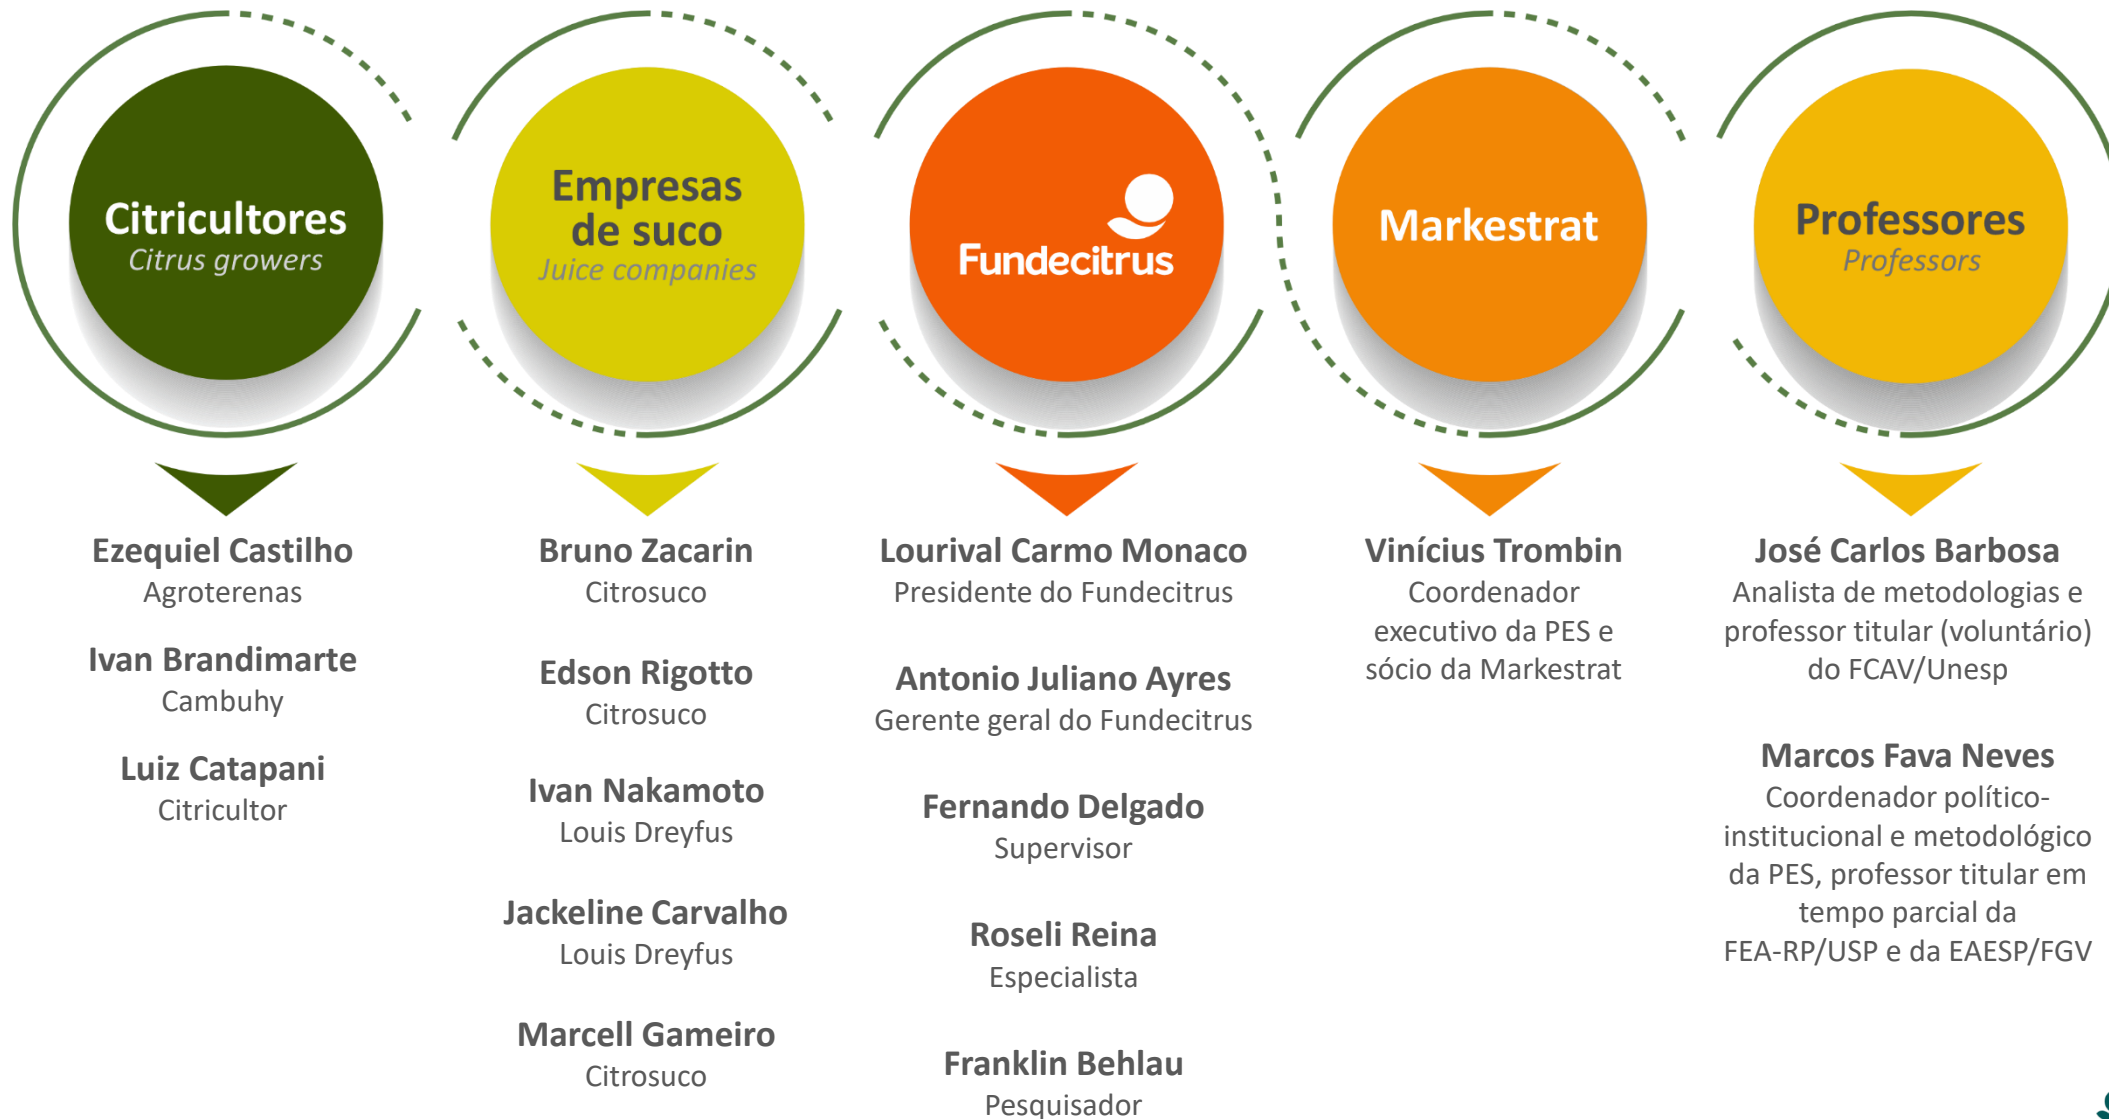 Citricultores
Citrus growers
Ezequiel Castilho
Agroterenas
Ivan Brandimarte
Cambuhy
Luiz Catapani
Citricultor
Empresas
de suco
Juice companies
Bruno Zacarin
Citrosuco
Edson Rigotto
Citrosuco
Ivan Nakamoto
Louis Dreyfus
Jackeline Carvalho
Louis Dreyfus
Marcell Gameiro
Citrosuco
Fundecitrus
Lourival Carmo Monaco
Presidente do Fundecitrus
Antonio Juliano Ayres
Gerente geral do Fundecitrus
Fernando Delgado
Supervisor
Roseli Reina
Especialista
Franklin Behlau
Pesquisador
Markestrat
Vinícius Trombin
Coordenador
executivo da PES e
sócio da Markestrat
Professores
Professors
José Carlos Barbosa
Analista de metodologias e
professor titular (voluntário)
do FCAV/Unesp
Marcos Fava Neves
Coordenador político-
institucional e metodológico
da PES, professor titular em
tempo parcial da
FEA-RP/USP e da EAESP/FGV